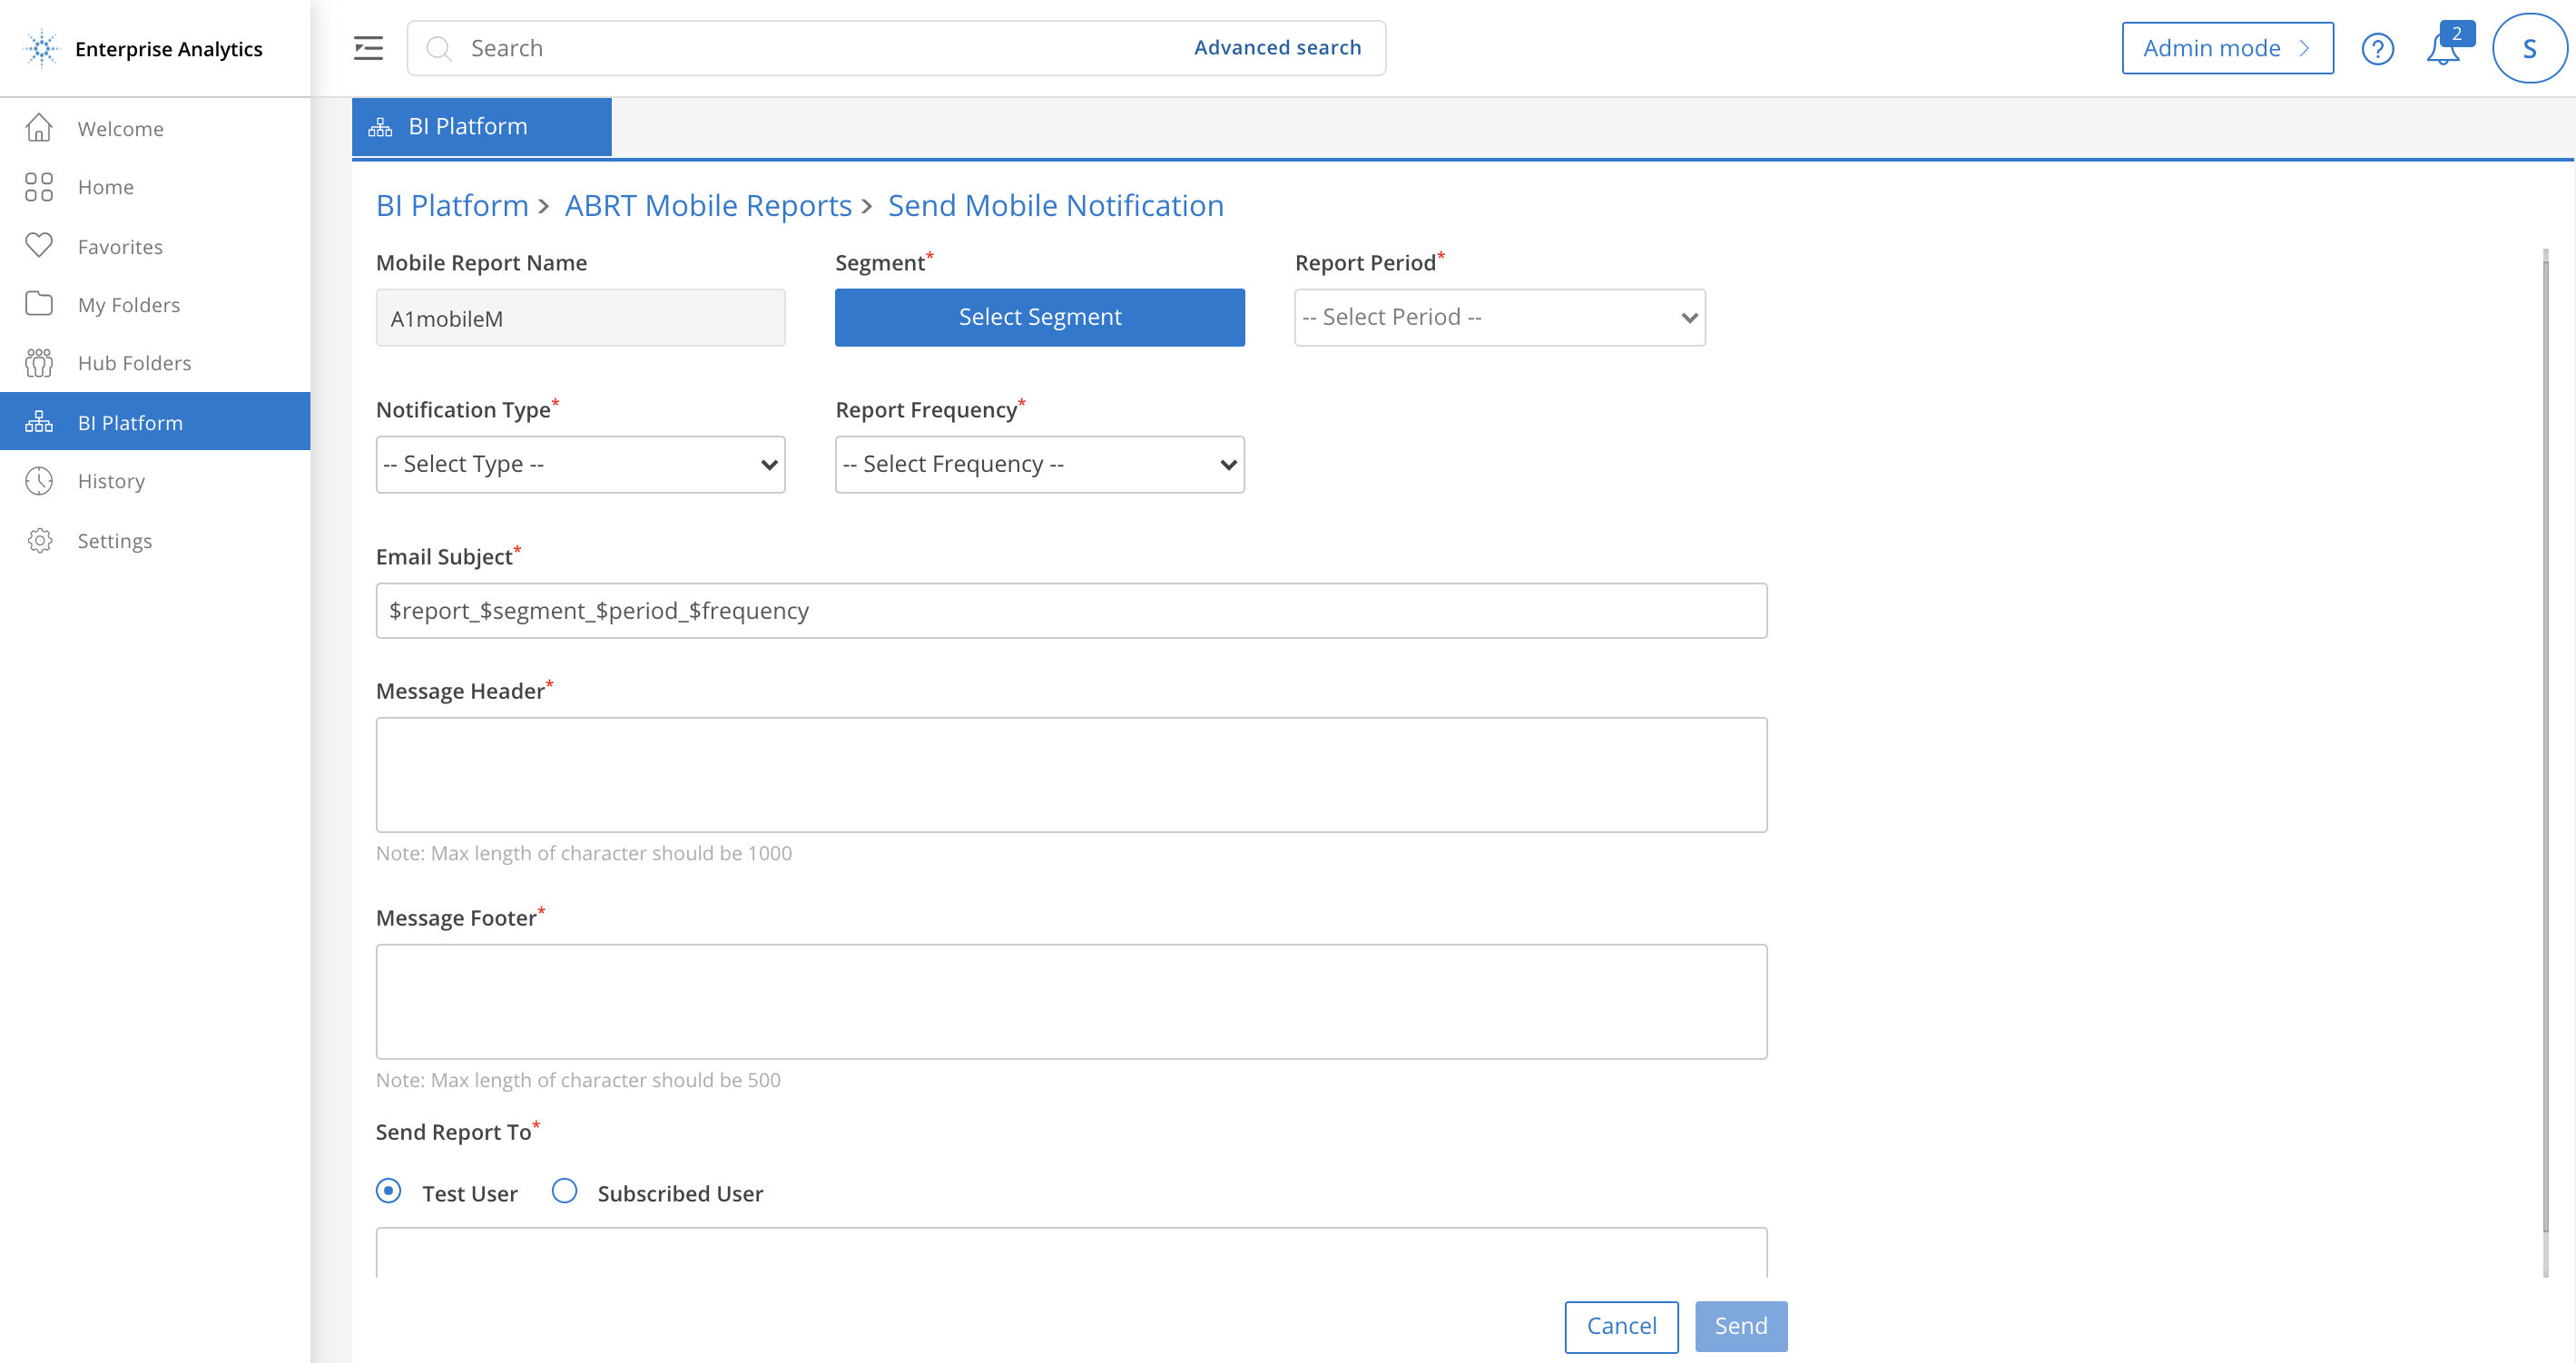 Enterprise Analytics
Search
Advanced search
Admin mode
?
2
S
Welcome
Home
Favorites
My Folders
Hub Folders
BI Platform
History
Settings
BI Platform
BI Platform > ABRT Mobile Reports > Send Mobile Notification
Mobile Report Name
Segment*
Report Period*
A1mobileM
Select Segment
-- Select Period --
Notification Type*
Report Frequency*
-- Select Type --
-- Select Frequency --
Email Subject*
$report_$segment_$period_$frequency
Message Header*
Note: Max length of character should be 1000
Message Footer*
Note: Max length of character should be 500
Send Report To*
Test User
Subscribed User
Cancel
Send